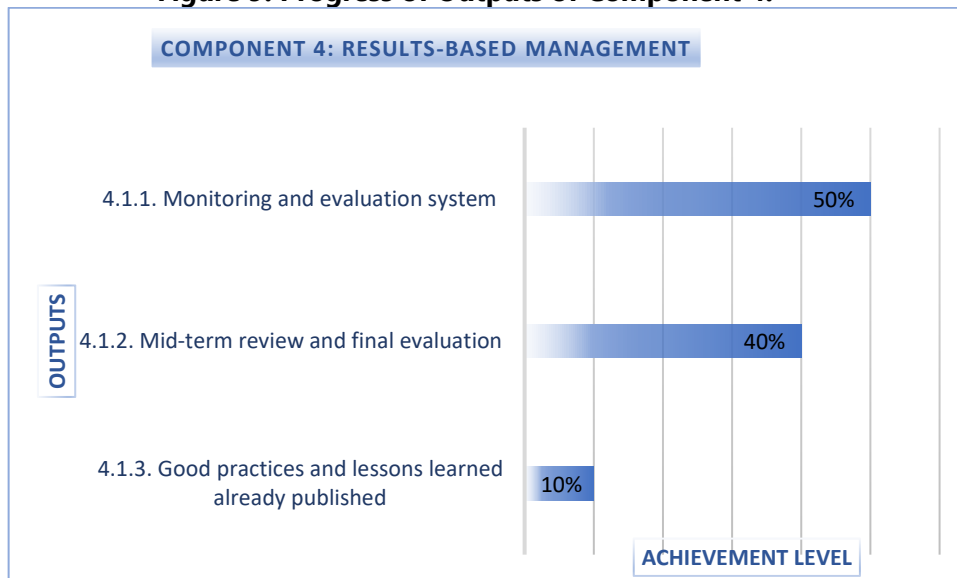 COMPONENT 4: RESULTS-BASED MANAGEMENT
4.1.1. Monitoring and evaluation system
50%
OUTPUTS
4.1.2. Mid-term review and final evaluation
40%
4.1.3. Good practices and lessons learned
already published
10%
ACHIEVEMENT LEVEL